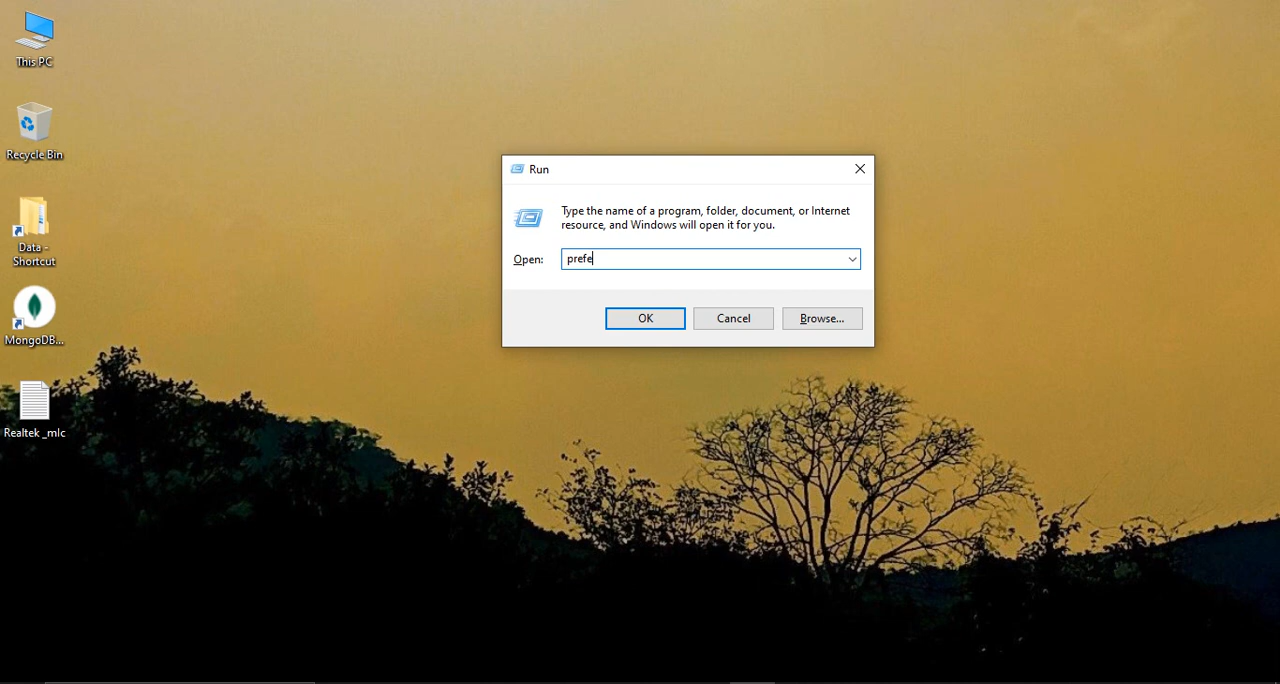 This PC
Recycle Bin
Data -
Shortcut
MongoDB...
Realtek _mlc
Run
Type the name of a program, folder, document, or Internet
resource, and Windows will open it for you.
Open:
prefe
OK
Cancel
Browse...